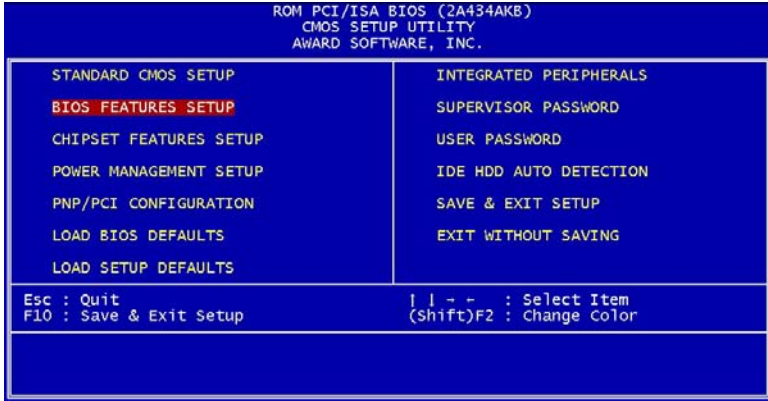 ROM PCI/ISA BIOS (2A434AKB)
CMOS SETUP UTILITY
AWARD SOFTWARE, INC.
STANDARD CMOS SETUP
BIOS FEATURES SETUP
CHIPSET FEATURES SETUP
POWER MANAGEMENT SETUP
PNP/PCI CONFIGURATION
LOAD BIOS DEFAULTS
LOAD SETUP DEFAULTS
INTEGRATED PERIPHERALS
SUPERVISOR PASSWORD
USER PASSWORD
IDE HDD AUTO DETECTION
SAVE & EXIT SETUP
EXIT WITHOUT SAVING
Esc : Quit
F10 : Save & Exit Setup
↑ ↓ → ← : Select Item
(Shift)F2 : Change Color